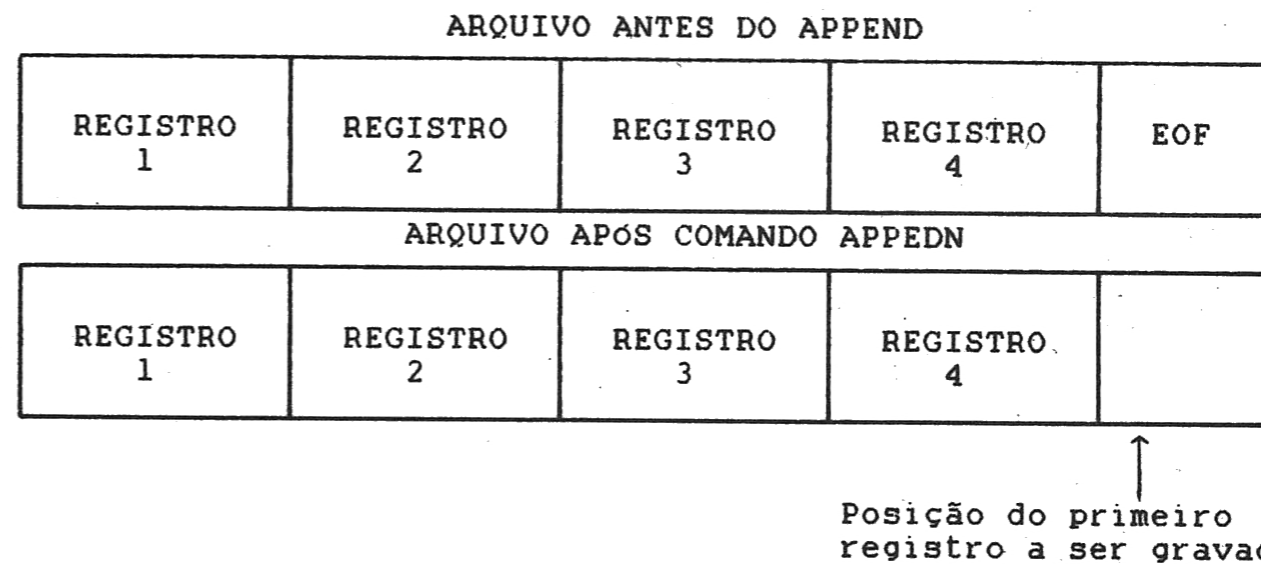 ARQUIVO ANTES DO APPEND
REGISTRO REGISTRO REGISTRO REGISTRO EOF
1 2 3 4
ARQUIVO APÓS COMANDO APPEDN
REGISTRO REGISTRO REGISTRO REGISTRO
1 2 3 4
Posição do primeiro
registro a ser